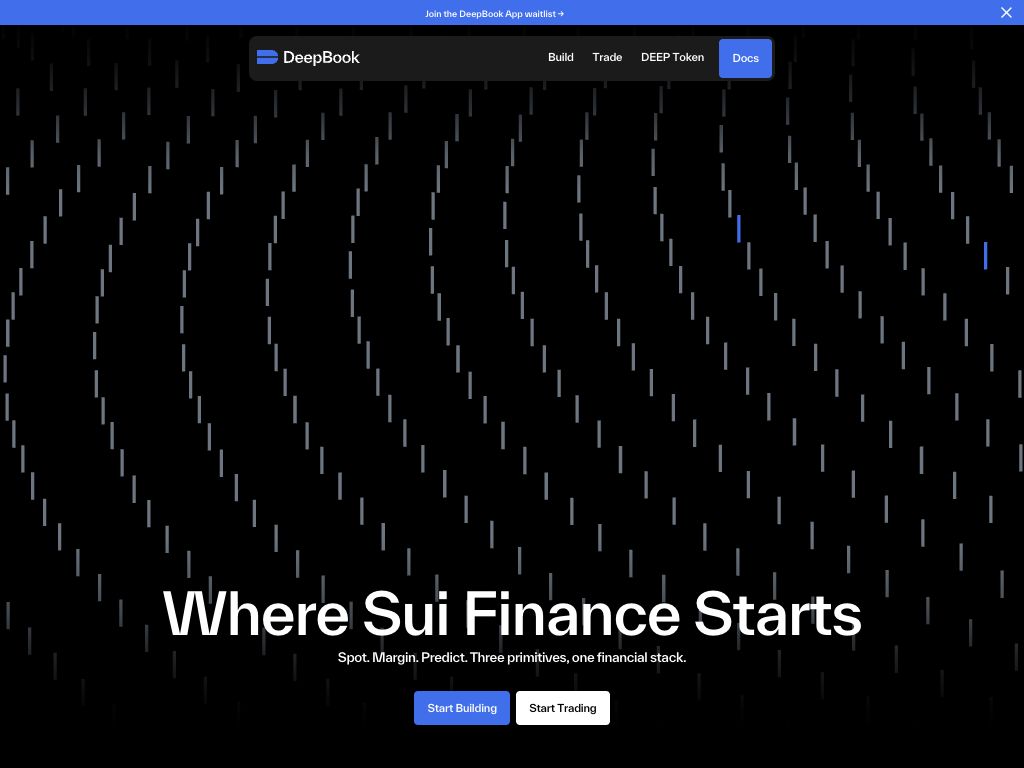 Join the DeepBook App waitlist →
DeepBook
Build
Trade
DEEP Token
Docs
Where Sui Finance Starts
Spot. Margin. Predict. Three primitives, one financial stack.
Start Building
Start Trading